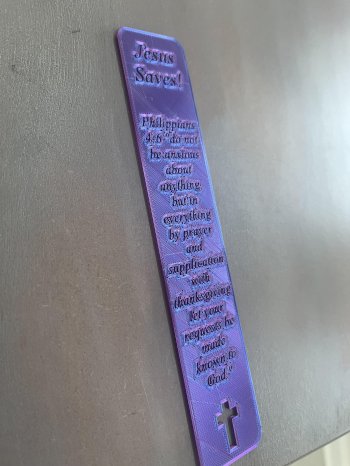 Jesus
Saves!
Philippians
4:6 "do not
be anxious
about
anything,
but in
everything
by prayer
and
supplication
with
thanksgiving
let your
requests be
made
known to
God."